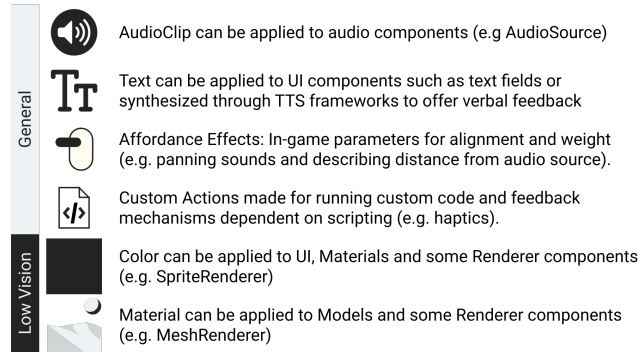 General
AudioClip can be applied to audio components (e.g AudioSource)
Tt
Text can be applied to UI components such as text fields or
synthesized through TTS frameworks to offer verbal feedback
Affordance Effects: In-game parameters for alignment and weight
(e.g. panning sounds and describing distance from audio source).
</>
Custom Actions made for running custom code and feedback
mechanisms dependent on scripting (e.g. haptics).
Low Vision
Color can be applied to UI, Materials and some Renderer components
(e.g. SpriteRenderer)
Material can be applied to Models and some Renderer components
(e.g. MeshRenderer)